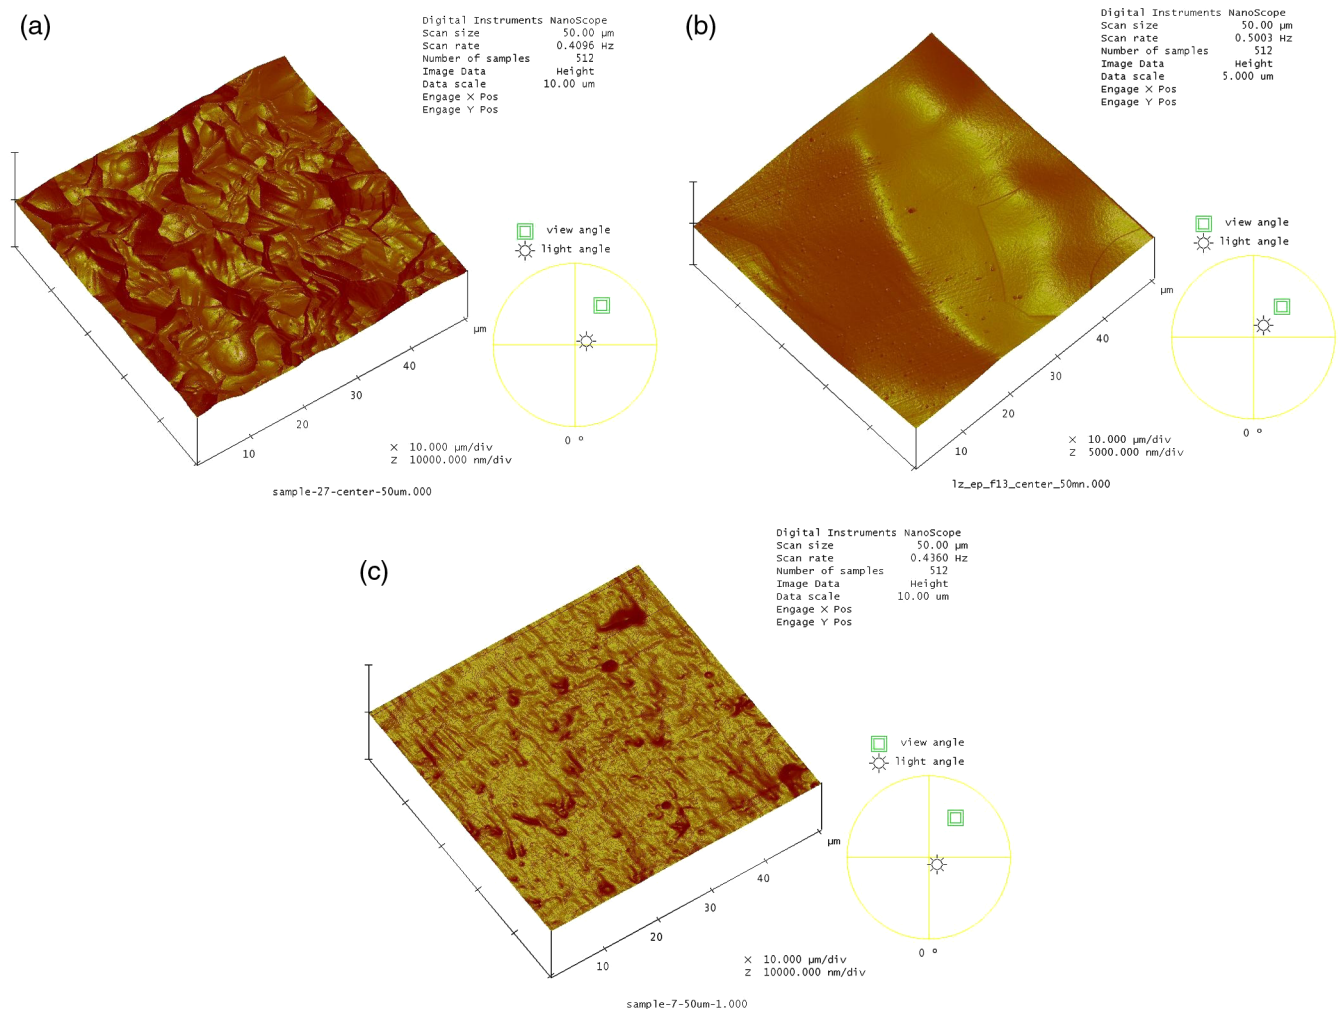 (a)
Digital Instruments NanoScope
Scan size 50.00 µm
Scan rate 0.4096 Hz
Number of samples 512
Image Data Height
Data scale 10.00 um
Engage X Pos
Engage Y Pos
view angle
light angle
µm
40
30
20
10
0 º
X 10.000 µm/div
Z 10000.000 nm/div
sample-27-center-50um.000
(b)
Digital Instruments NanoScope
Scan size 50.00 µm
Scan rate 0.5003 Hz
Number of samples 512
Image Data Height
Data scale 5.000 um
Engage X Pos
Engage Y Pos
view angle
light angle
µm
40
30
20
10
0 º
X 10.000 µm/div
Z 5000.000 nm/div
lz_ep_f13_center_50mn.000
(c)
Digital Instruments NanoScope
Scan size 50.00 µm
Scan rate 0.4360 Hz
Number of samples 512
Image Data Height
Data scale 10.00 um
Engage X Pos
Engage Y Pos
view angle
light angle
µm
40
30
20
10
0 º
X 10.000 µm/div
Z 10000.000 nm/div
sample-7-50um-1.000